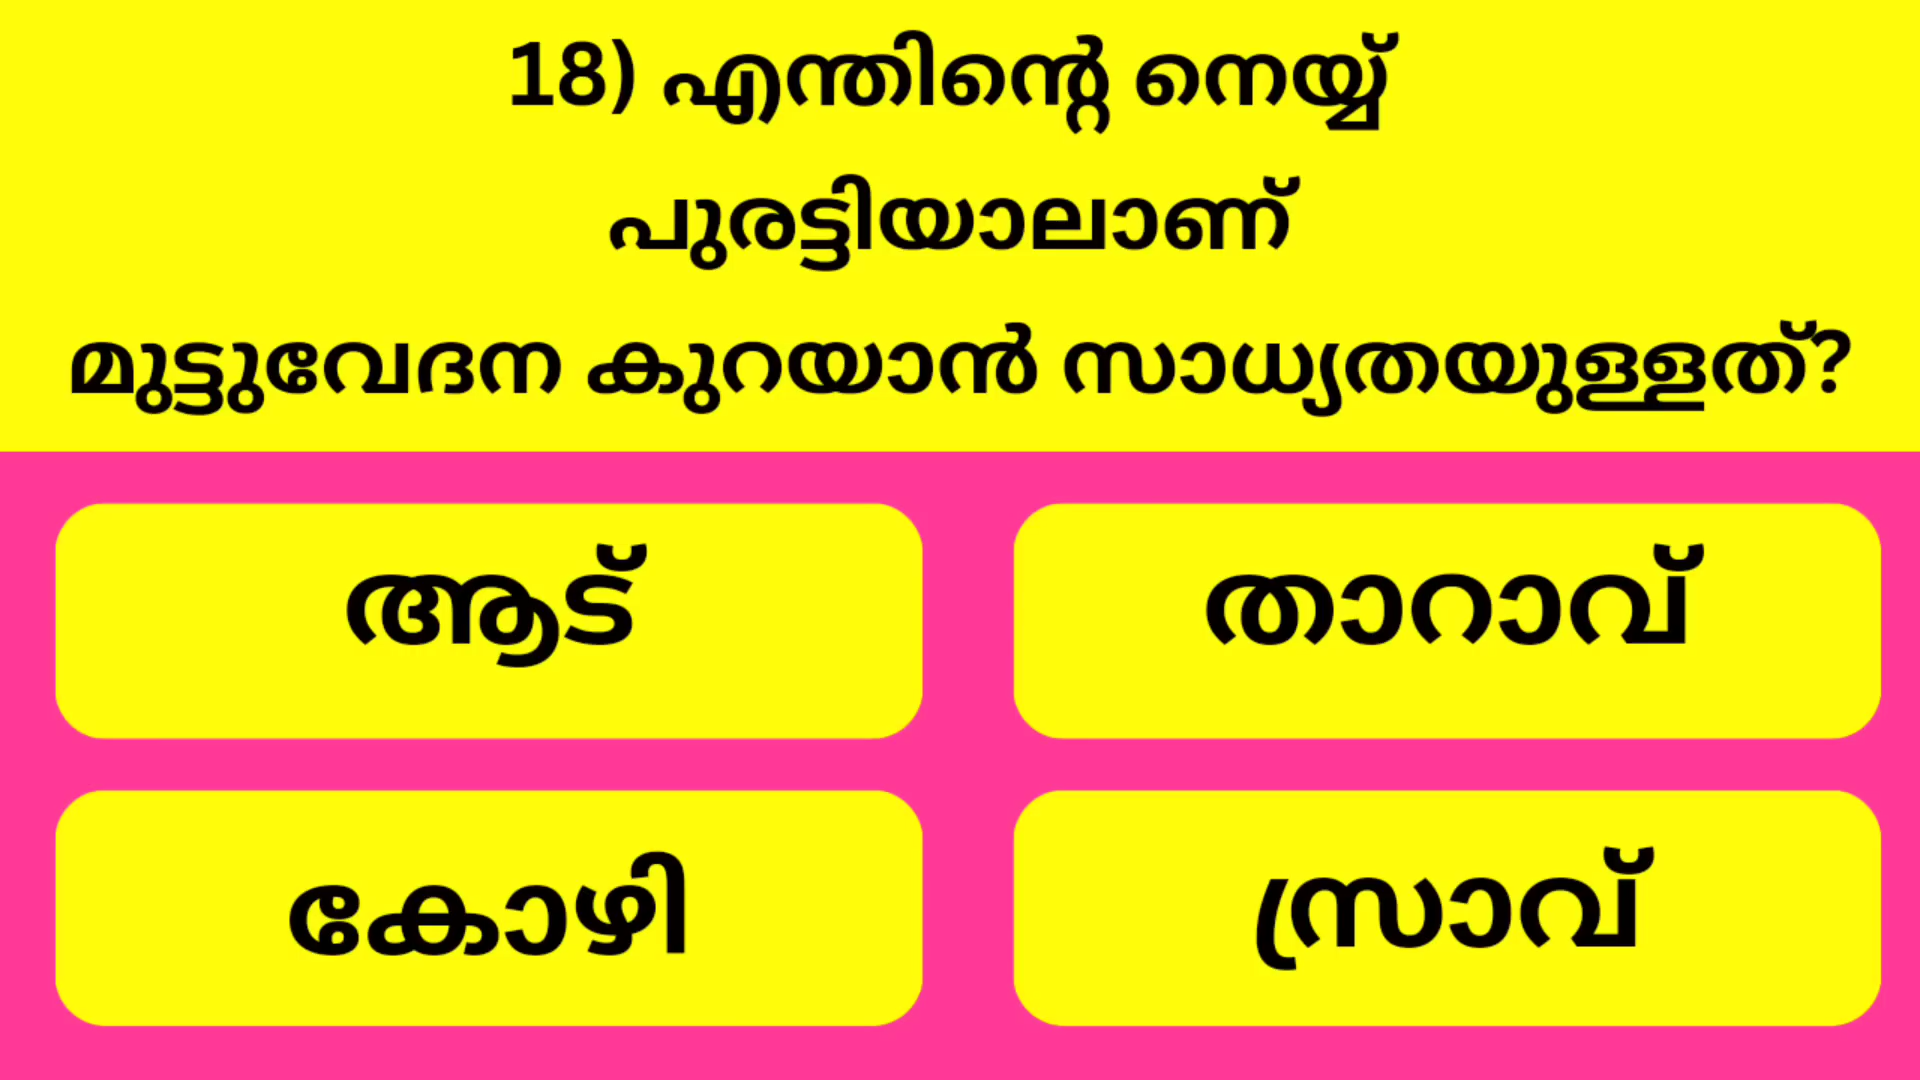 18) എന്തിന്റെ നെയ്യ്
പുരട്ടിയാലാണ്
മുട്ടുവേദന കുറയാൻ സാധ്യതയുള്ളത്?
ആട്
താറാവ്
കോഴി
സ്രാവ്